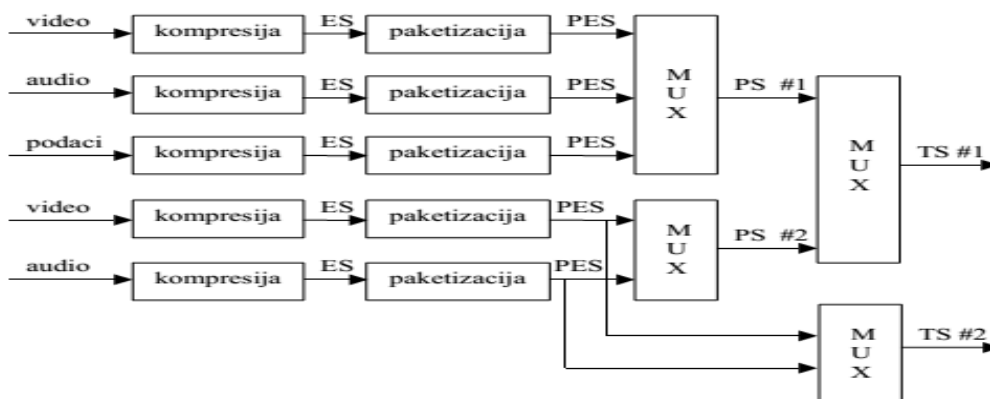 video kompresija ES paketizacija PES
audio kompresija ES paketizacija PES
podaci kompresija ES paketizacija PES
MUX
PS #1
video kompresija ES paketizacija PES
audio kompresija ES paketizacija PES
MUX
PS #2
MUX
TS #1
MUX
TS #2